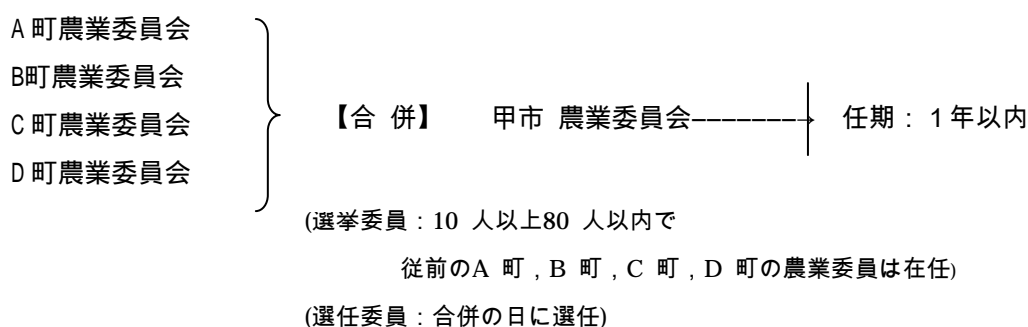 A 町農業委員会
B町農業委員会
C 町農業委員会
D 町農業委員会
【合 併】 甲市 農業委員会 任期： 1 年以内
(選挙委員：10 人以上80 人以内で
従前のA 町，B 町，C 町，D 町の農業委員は在任)
(選任委員：合併の日に選任)